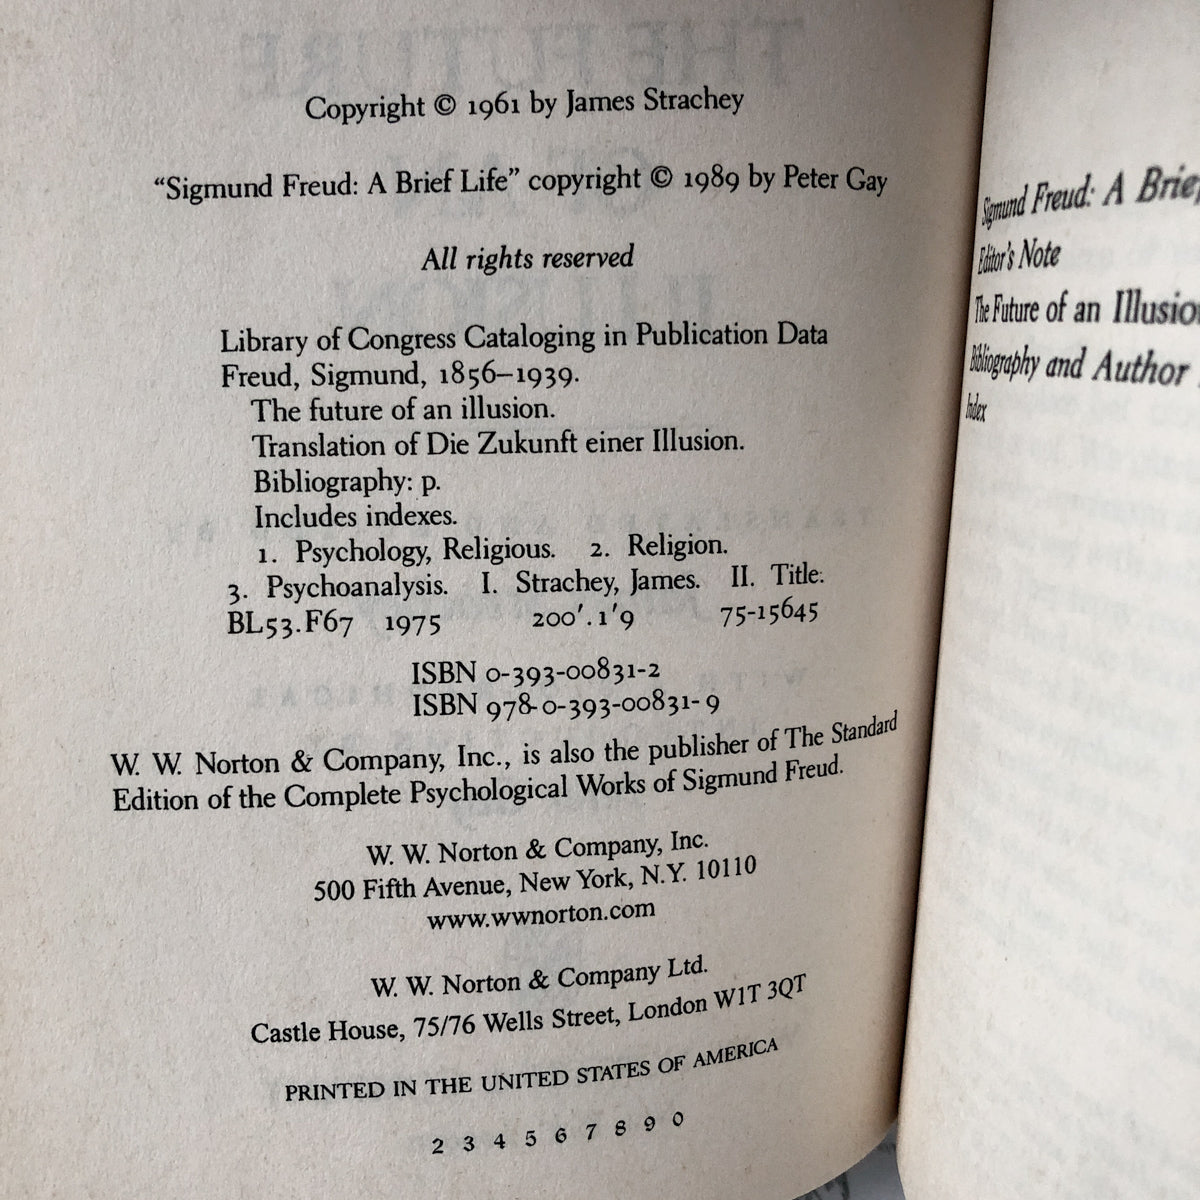 Copyright © 1961 by James Strachey
“Sigmund Freud: A Brief Life” copyright © 1989 by Peter Gay
All rights reserved
Library of Congress Cataloging in Publication Data
Freud, Sigmund, 1856–1939.
The future of an illusion.
Translation of Die Zukunft einer Illusion.
Bibliography: p.
Includes indexes.
1. Psychology, Religious. 2. Religion.
3. Psychoanalysis. I. Strachey, James. II. Title.
BL53.F67 1975 200'.1'9 75-15645
ISBN 0-393-00831-2
ISBN 978-0-393-00831-9
W. W. Norton & Company, Inc., is also the publisher of The Standard
Edition of the Complete Psychological Works of Sigmund Freud.
W. W. Norton & Company, Inc.
500 Fifth Avenue, New York, N.Y. 10110
www.wwnorton.com
W. W. Norton & Company Ltd.
Castle House, 75/76 Wells Street, London W1T 3QT
PRINTED IN THE UNITED STATES OF AMERICA
2 3 4 5 6 7 8 9 0
Sigmund Freud: A Brief
Editor's Note
The Future of an Illusio
Bibliography and Author
Index